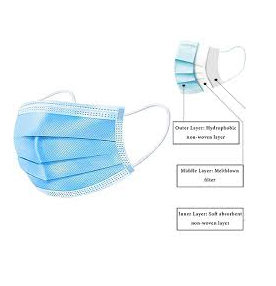 Outer Layer: Hydrophobic
non-woven layer
Middle Layer: Meltblown
filter
Inner Layer: Soft absorbent
non-woven layer